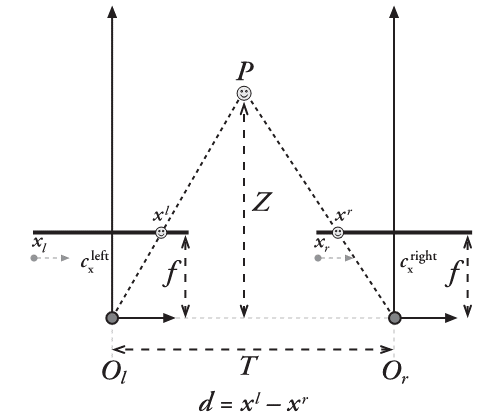 P
x^l
x^r
Z
x_l
x_r
c_x^left
f
c_x^right
f
T
O_l
O_r
d = x^l − x^r